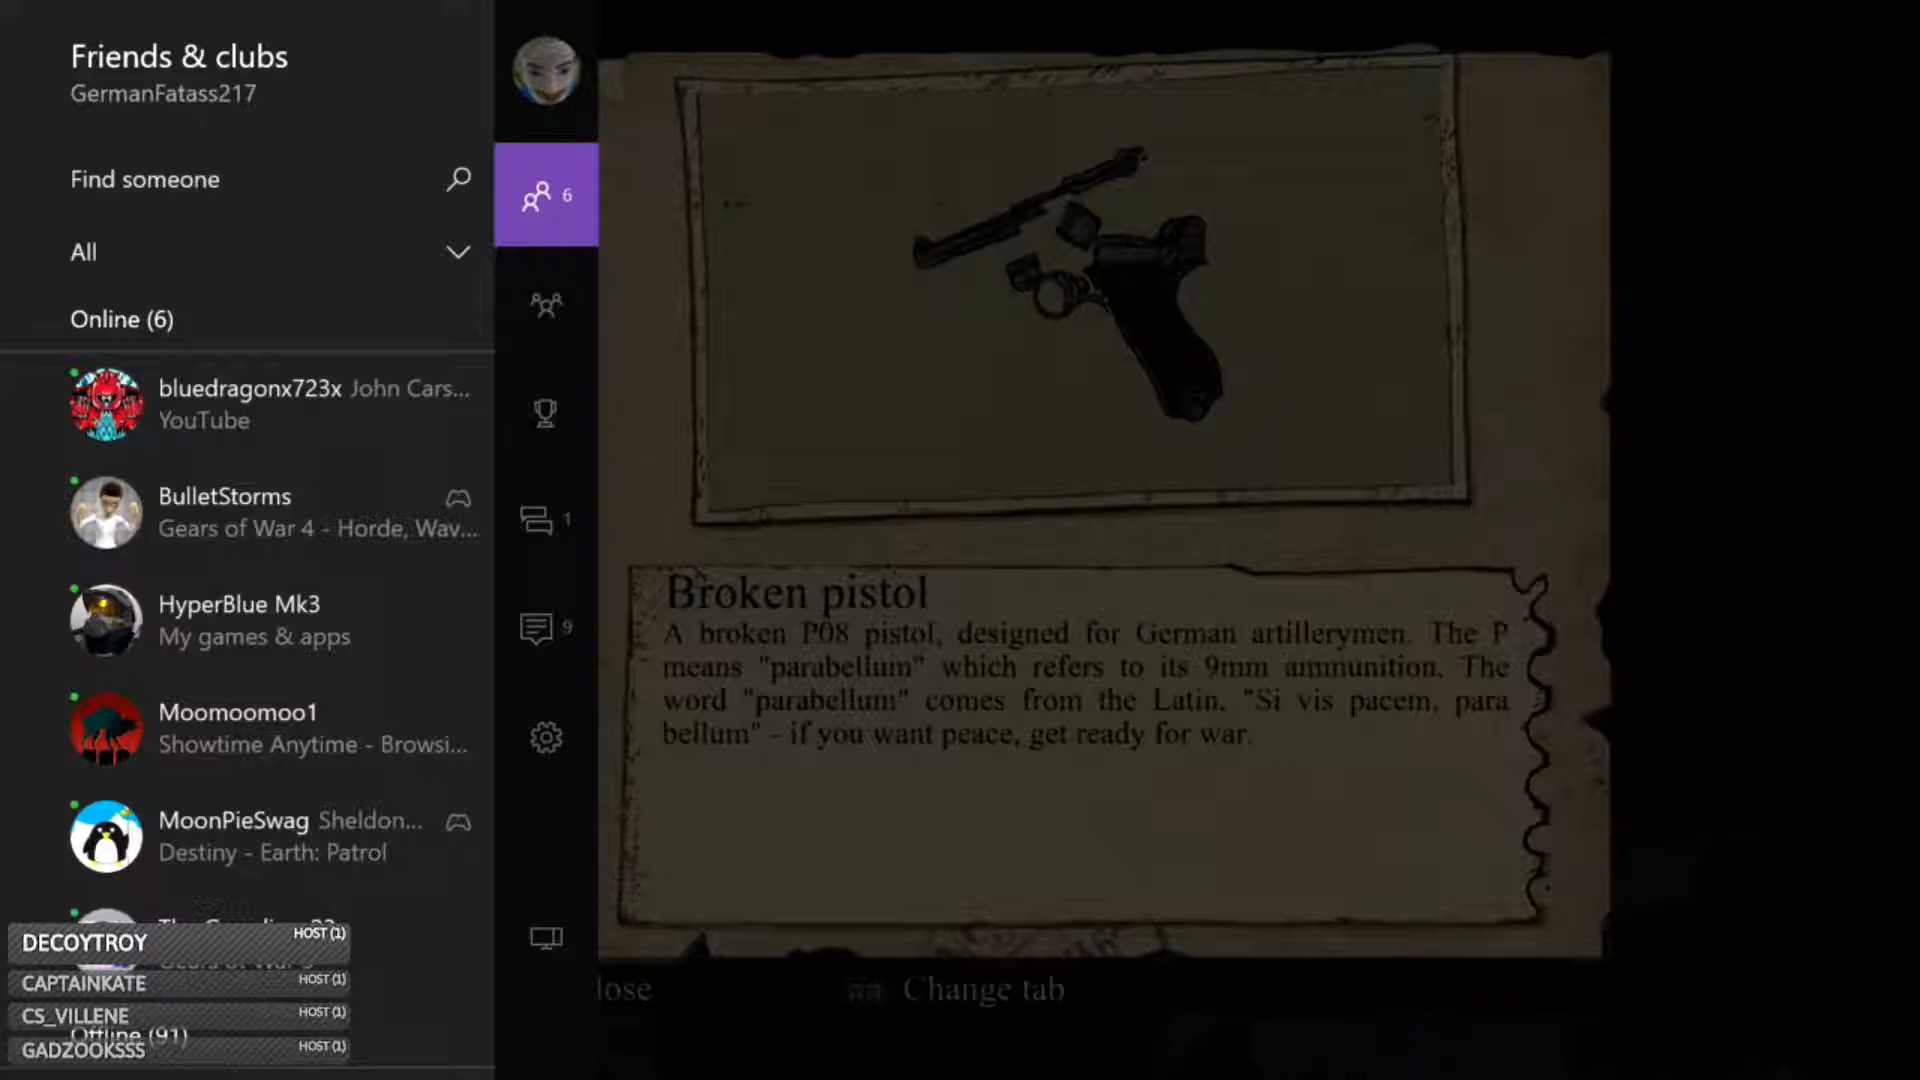 Friends & clubs
GermanFatass217
Find someone
All
Online (6)
bluedragonx723x John Cars...
YouTube
BulletStorms
Gears of War 4 - Horde, Wav...
HyperBlue Mk3
My games & apps
Moomoomoo1
Showtime Anytime - Browsi...
MoonPieSwag Sheldon...
Destiny - Earth: Patrol
DECOYTROY HOST (1)
CAPTAINKATE HOST (1)
CS_VILLENE HOST (1)
Offline (91)
GADZOOKSSS HOST (1)
6
1
9
Broken pistol
A broken P08 pistol, designed for German artillerymen. The P
means "parabellum" which refers to its 9mm ammunition. The
word "parabellum" comes from the Latin, "Si vis pacem, para
bellum" - if you want peace, get ready for war.
lose
Change tab